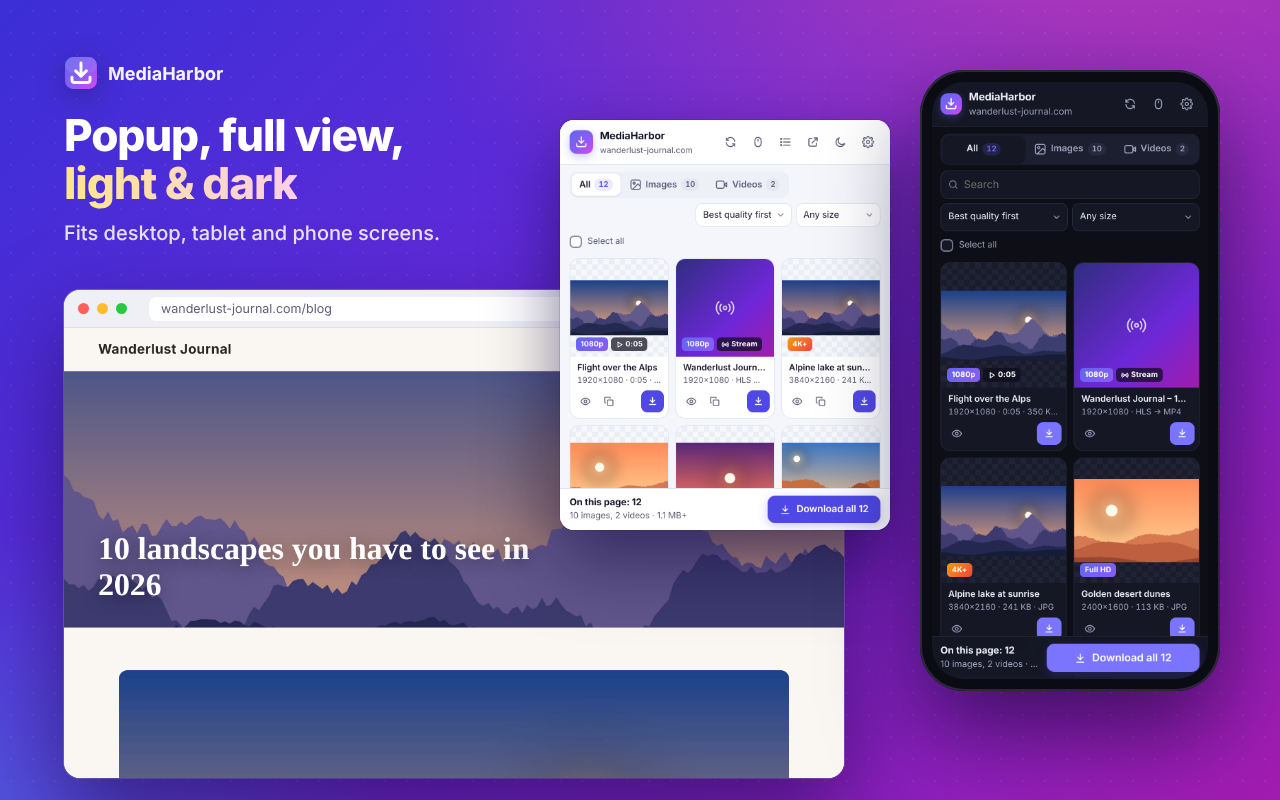 MediaHarbor
Popup, full view,
light & dark
Fits desktop, tablet and phone screens.
wanderlust-journal.com/blog
Wanderlust Journal
10 landscapes you have to see in
2026
MediaHarbor
wanderlust-journal.com
All 12 Images 10 Videos 2
Best quality first Any size
Select all
1080p 0:05 1080p Stream 4K+
Flight over the Alps Wanderlust Journ... Alpine lake at sun...
1920×1080 · 0:05 · ... 1920×1080 · HLS ... 3840×2160 · 241 K...
On this page: 12
10 images, 2 videos · 1.1 MB+
Download all 12
MediaHarbor
wanderlust-journal.com
All 12 Images 10 Videos 2
Search
Best quality first Any size
Select all
1080p 0:05 1080p Stream
Flight over the Alps Wanderlust Journal – 1...
1920×1080 · 0:05 · 350 K... 1920×1080 · HLS → MP4
4K+ Full HD
Alpine lake at sunrise Golden desert dunes
3840×2160 · 241 KB · JPG 2400×1600 · 113 KB · JPG
On this page: 12
10 images, 2 videos · ...
Download all 12